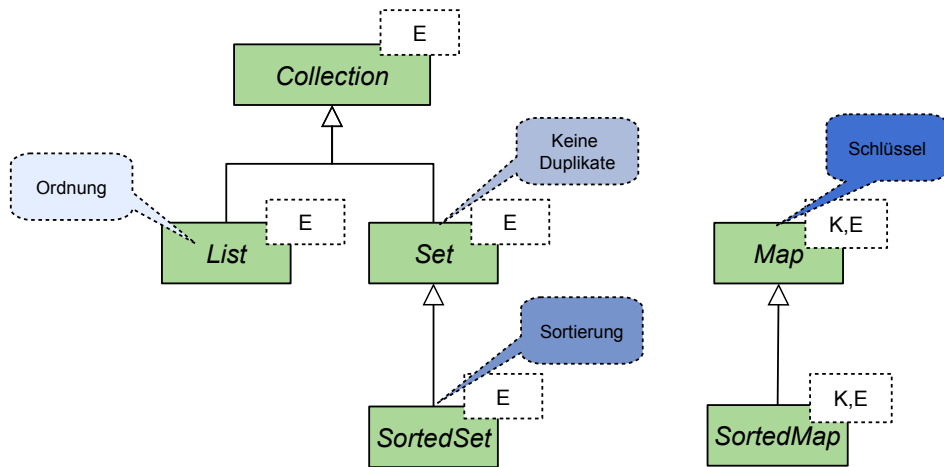 E
Collection
Keine
Duplikate
Schlüssel
Ordnung
E
List
E
Set
K,E
Map
Sortierung
E
SortedSet
K,E
SortedMap